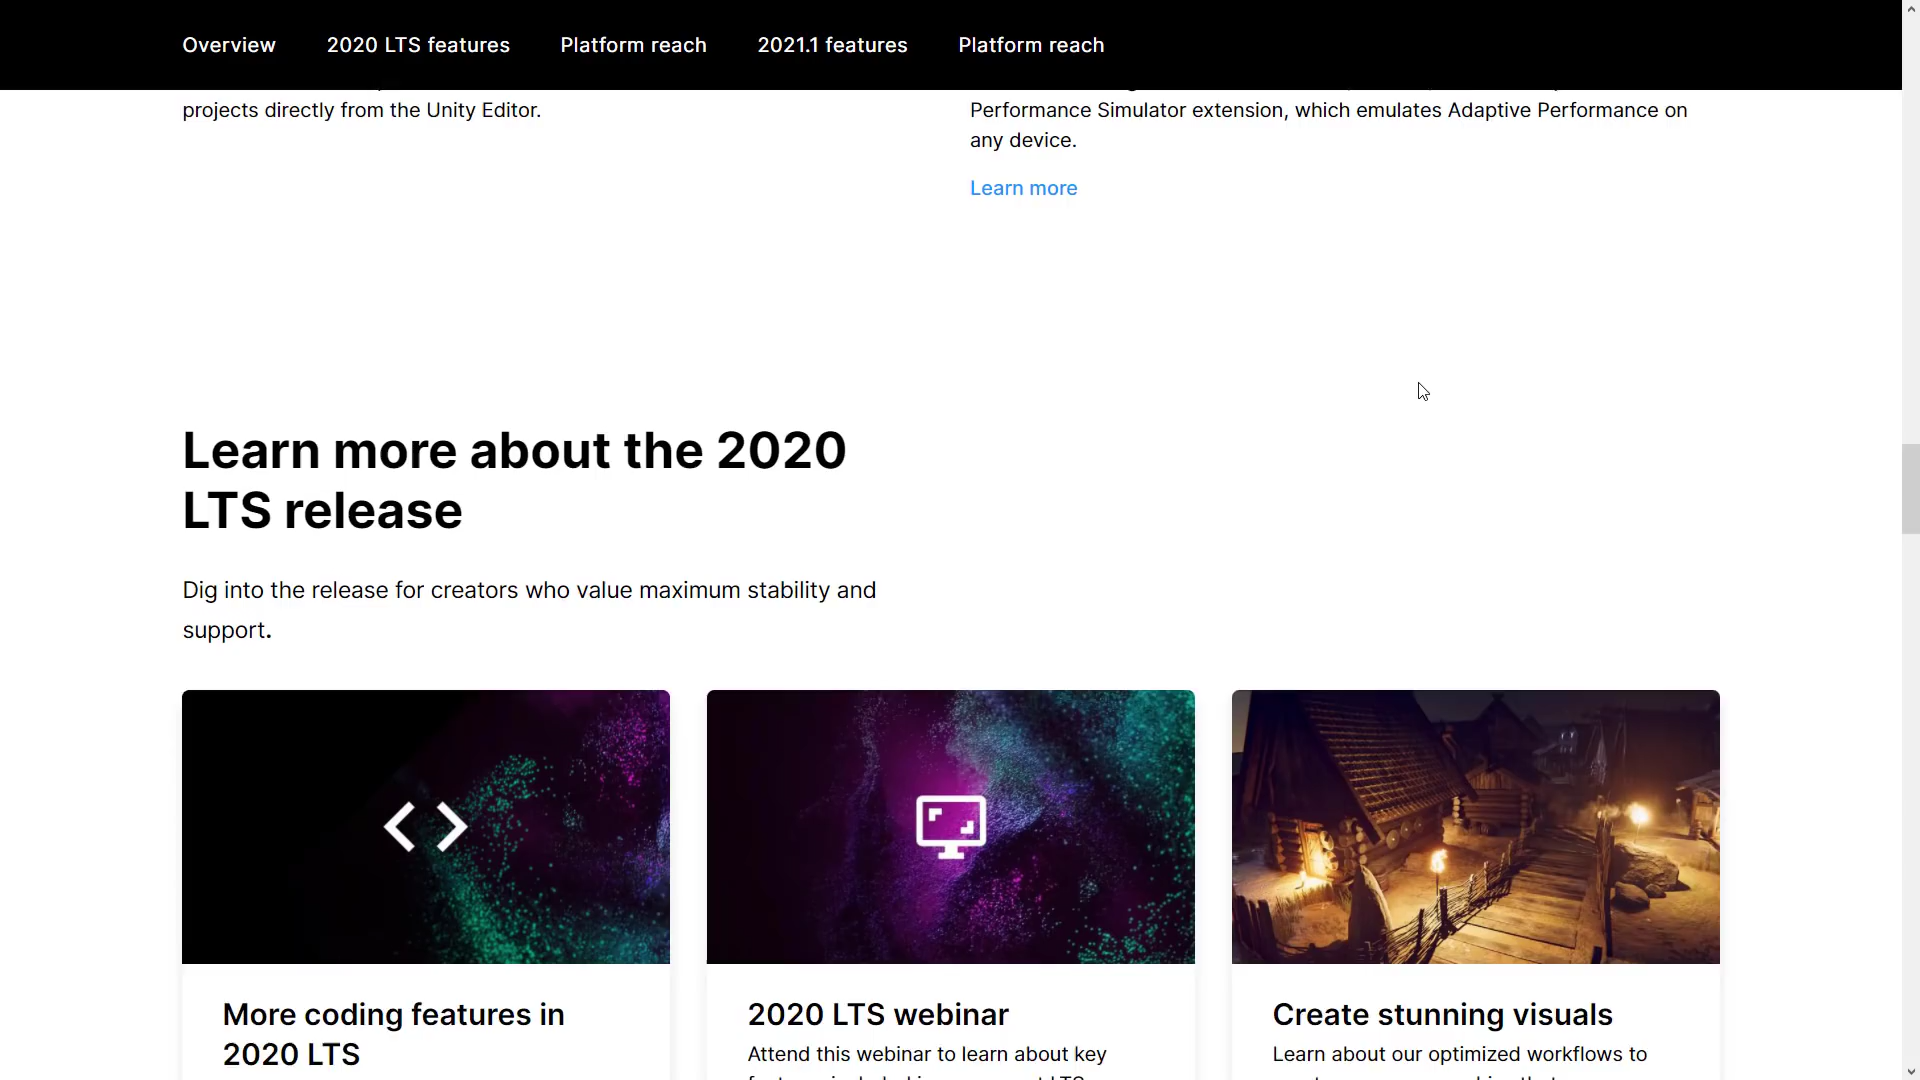 Overview 2020 LTS features Platform reach 2021.1 features Platform reach
projects directly from the Unity Editor.
Performance Simulator extension, which emulates Adaptive Performance on
any device.
Learn more
Learn more about the 2020
LTS release
Dig into the release for creators who value maximum stability and
support.
More coding features in
2020 LTS
2020 LTS webinar
Attend this webinar to learn about key
Create stunning visuals
Learn about our optimized workflows to